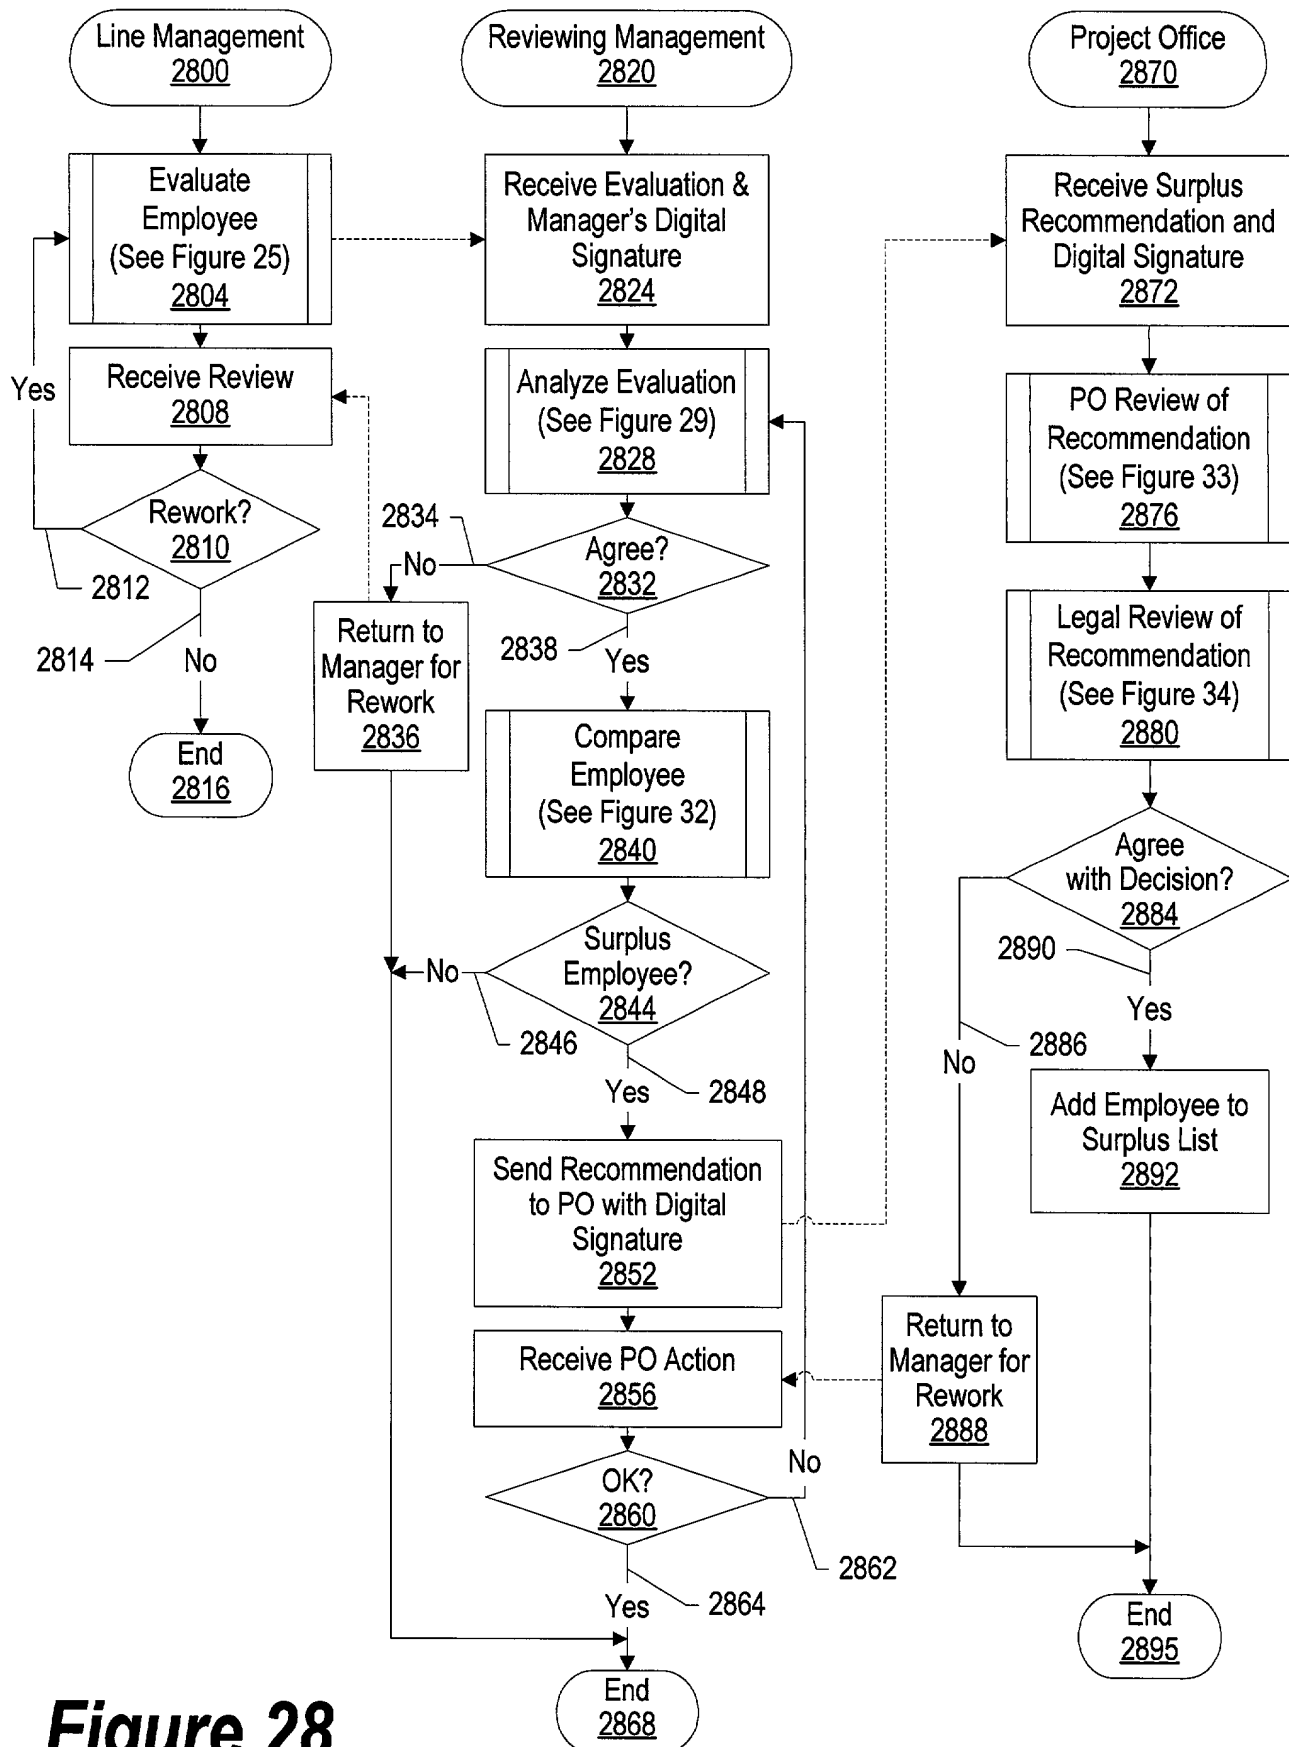 Line Management
2800
Evaluate
Employee
(See Figure 25)
2804
Receive Review
2808
Yes
Rework?
2810
2812
2814
No
End
2816
Reviewing Management
2820
Receive Evaluation &
Manager's Digital
Signature
2824
Analyze Evaluation
(See Figure 29)
2828
2834
Agree?
2832
No
2838
Yes
Return to
Manager for
Rework
2836
Compare
Employee
(See Figure 32)
2840
Surplus
Employee?
2844
No
2846
2848
Yes
Send Recommendation
to PO with Digital
Signature
2852
Receive PO Action
2856
OK?
2860
No
2862
2864
Yes
End
2868
Project Office
2870
Receive Surplus
Recommendation and
Digital Signature
2872
PO Review of
Recommendation
(See Figure 33)
2876
Legal Review of
Recommendation
(See Figure 34)
2880
Agree
with Decision?
2884
2890
Yes
2886
No
Add Employee to
Surplus List
2892
Return to
Manager for
Rework
2888
End
2895
Figure 28